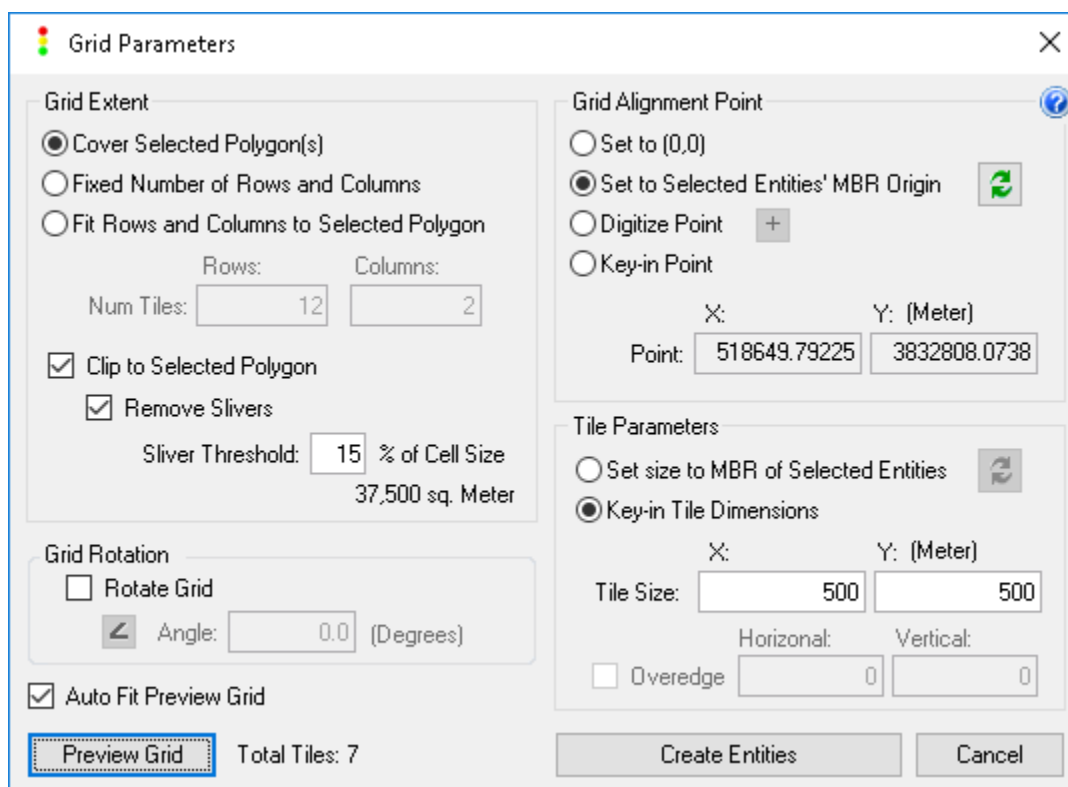 Grid Parameters
Grid Extent
Cover Selected Polygon(s)
Fixed Number of Rows and Columns
Fit Rows and Columns to Selected Polygon
Rows: Columns:
Num Tiles: 12 2
Clip to Selected Polygon
Remove Slivers
Sliver Threshold: 15 % of Cell Size
37,500 sq. Meter
Grid Rotation
Rotate Grid
Angle: 0.0 (Degrees)
Auto Fit Preview Grid
Preview Grid Total Tiles: 7
Grid Alignment Point
?
Set to (0,0)
Set to Selected Entities' MBR Origin
Digitize Point +
Key-in Point
X: Y: (Meter)
Point: 518649.79225 3832808.0738
Tile Parameters
Set size to MBR of Selected Entities
Key-in Tile Dimensions
X: Y: (Meter)
Tile Size: 500 500
Horizonal: Vertical:
Overedge 0 0
Create Entities Cancel